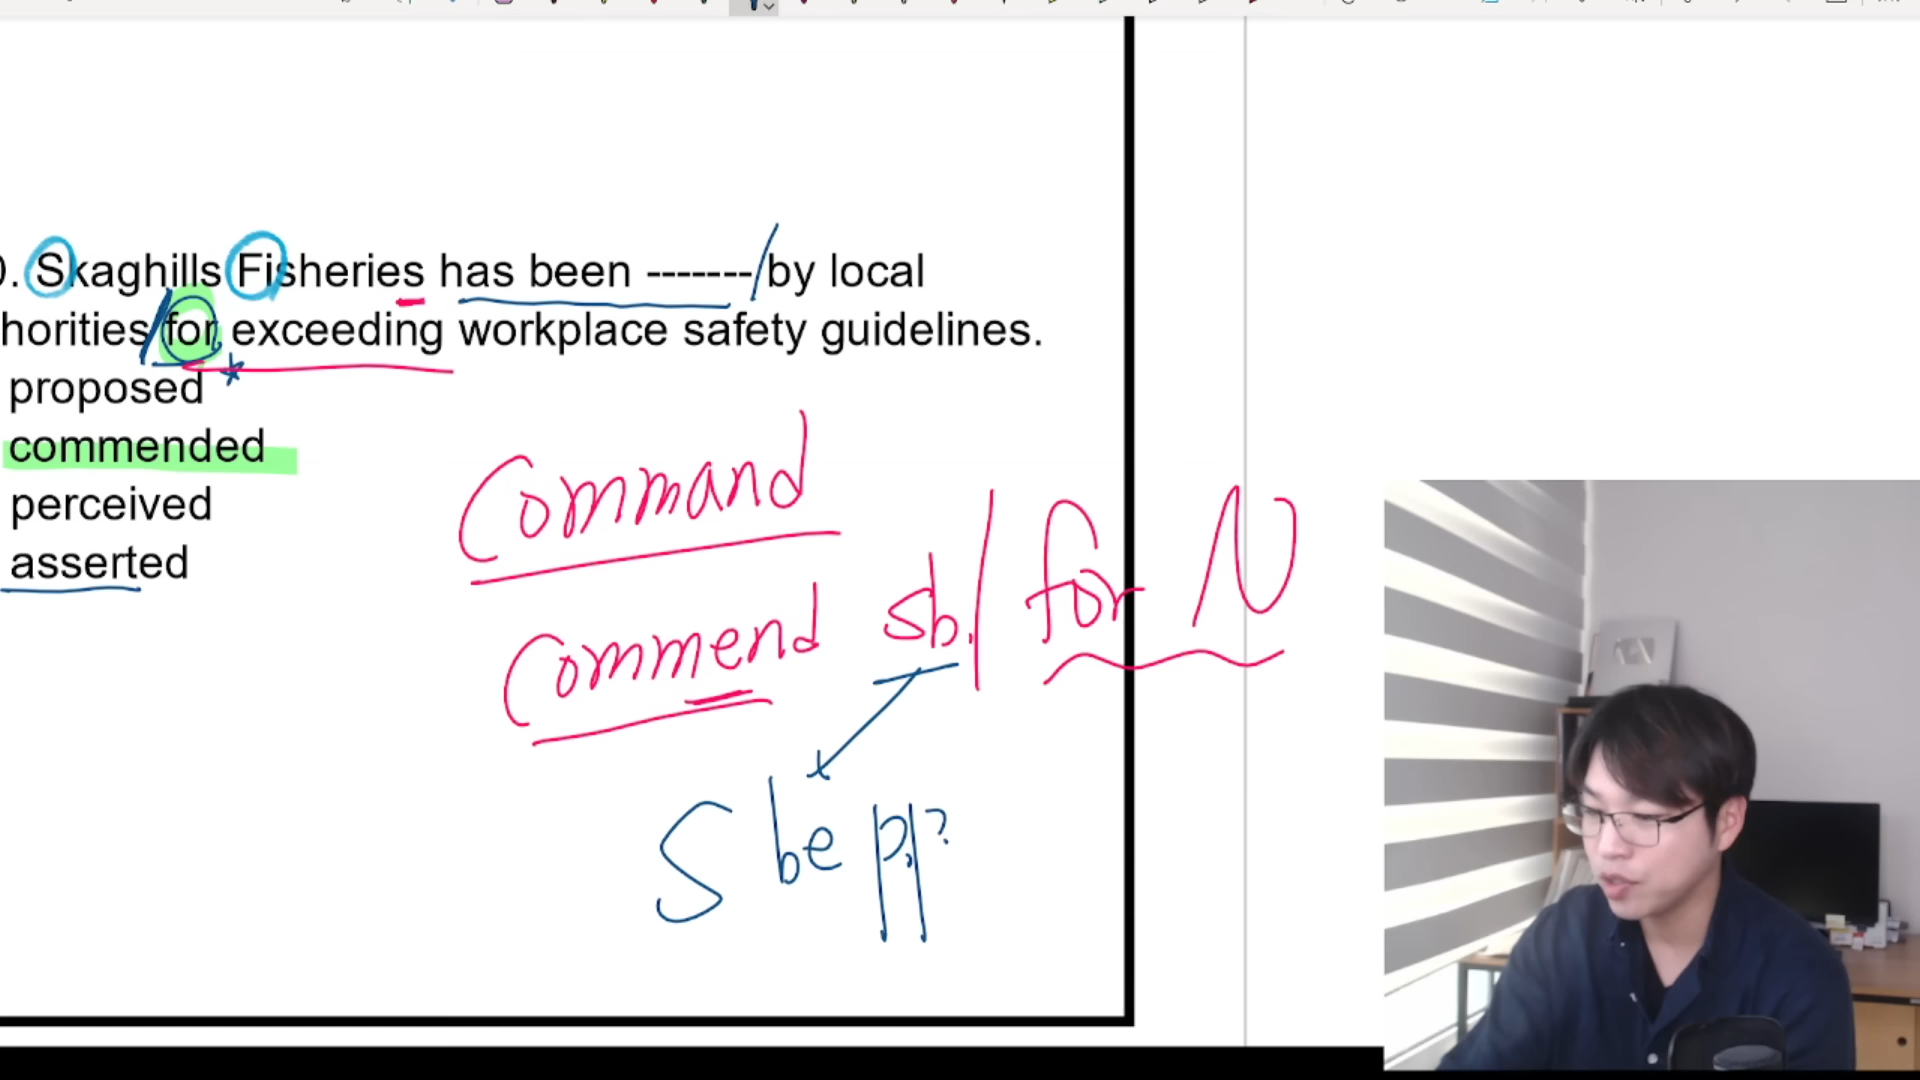 0. Skaghills Fisheries has been ------- by local
horities for exceeding workplace safety guidelines.
proposed
commended
perceived
asserted
Command
Commend sb. / for N
S be p.p ?